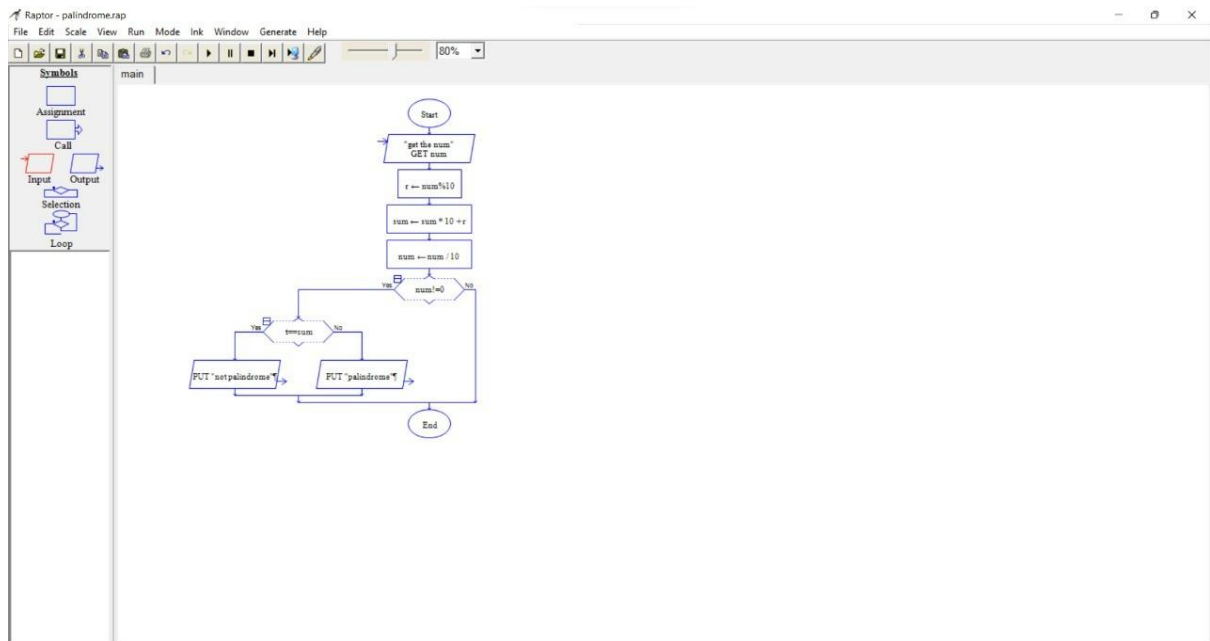 Raptor - palindrome.rap
File Edit Scale View Run Mode Ink Window Generate Help
80%
Symbols
main
Assignment
Call
Input Output
Selection
Loop
Start
"get the num"
GET num
r ← num%10
sum ← sum * 10 +r
num ← num / 10
Yes num!=0 No
Yes t==sum No
PUT "not palindrome"¶ PUT "palindrome"¶
End